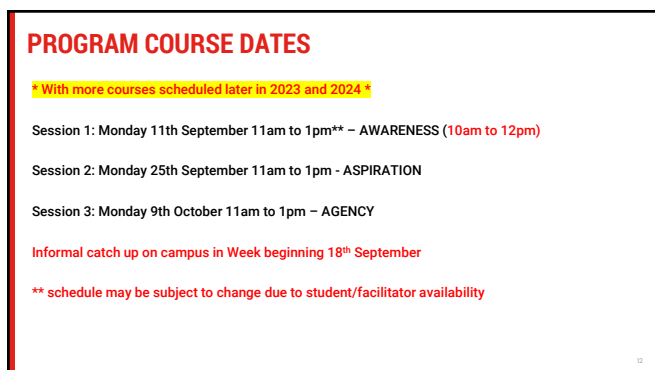 PROGRAM COURSE DATES
* With more courses scheduled later in 2023 and 2024 *
Session 1: Monday 11th September 11am to 1pm** – AWARENESS (10am to 12pm)
Session 2: Monday 25th September 11am to 1pm - ASPIRATION
Session 3: Monday 9th October 11am to 1pm – AGENCY
Informal catch up on campus in Week beginning 18th September
** schedule may be subject to change due to student/facilitator availability
12